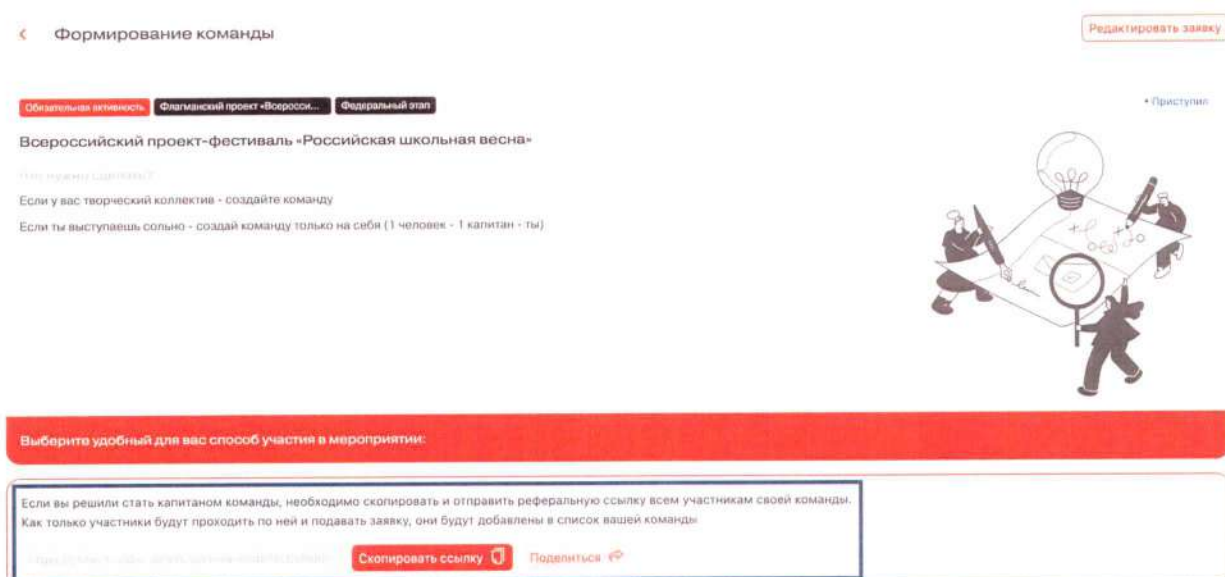 Формирование команды
Редактировать заявку
Обязательная активность
Флагманский проект «Всеросси...
Федеральный этап
• Приступил
Всероссийский проект-фестиваль «Российская школьная весна»
Что нужно сделать?
Если у вас творческий коллектив - создайте команду
Если ты выступаешь сольно - создай команду только на себя (1 человек - 1 капитан - ты)
Выберите удобный для вас способ участия в мероприятии:
Если вы решили стать капитаном команды, необходимо скопировать и отправить реферальную ссылку всем участникам своей команды.
Как только участники будут проходить по ней и подавать заявку, они будут добавлены в список вашей команды
Скопировать ссылку
Поделиться